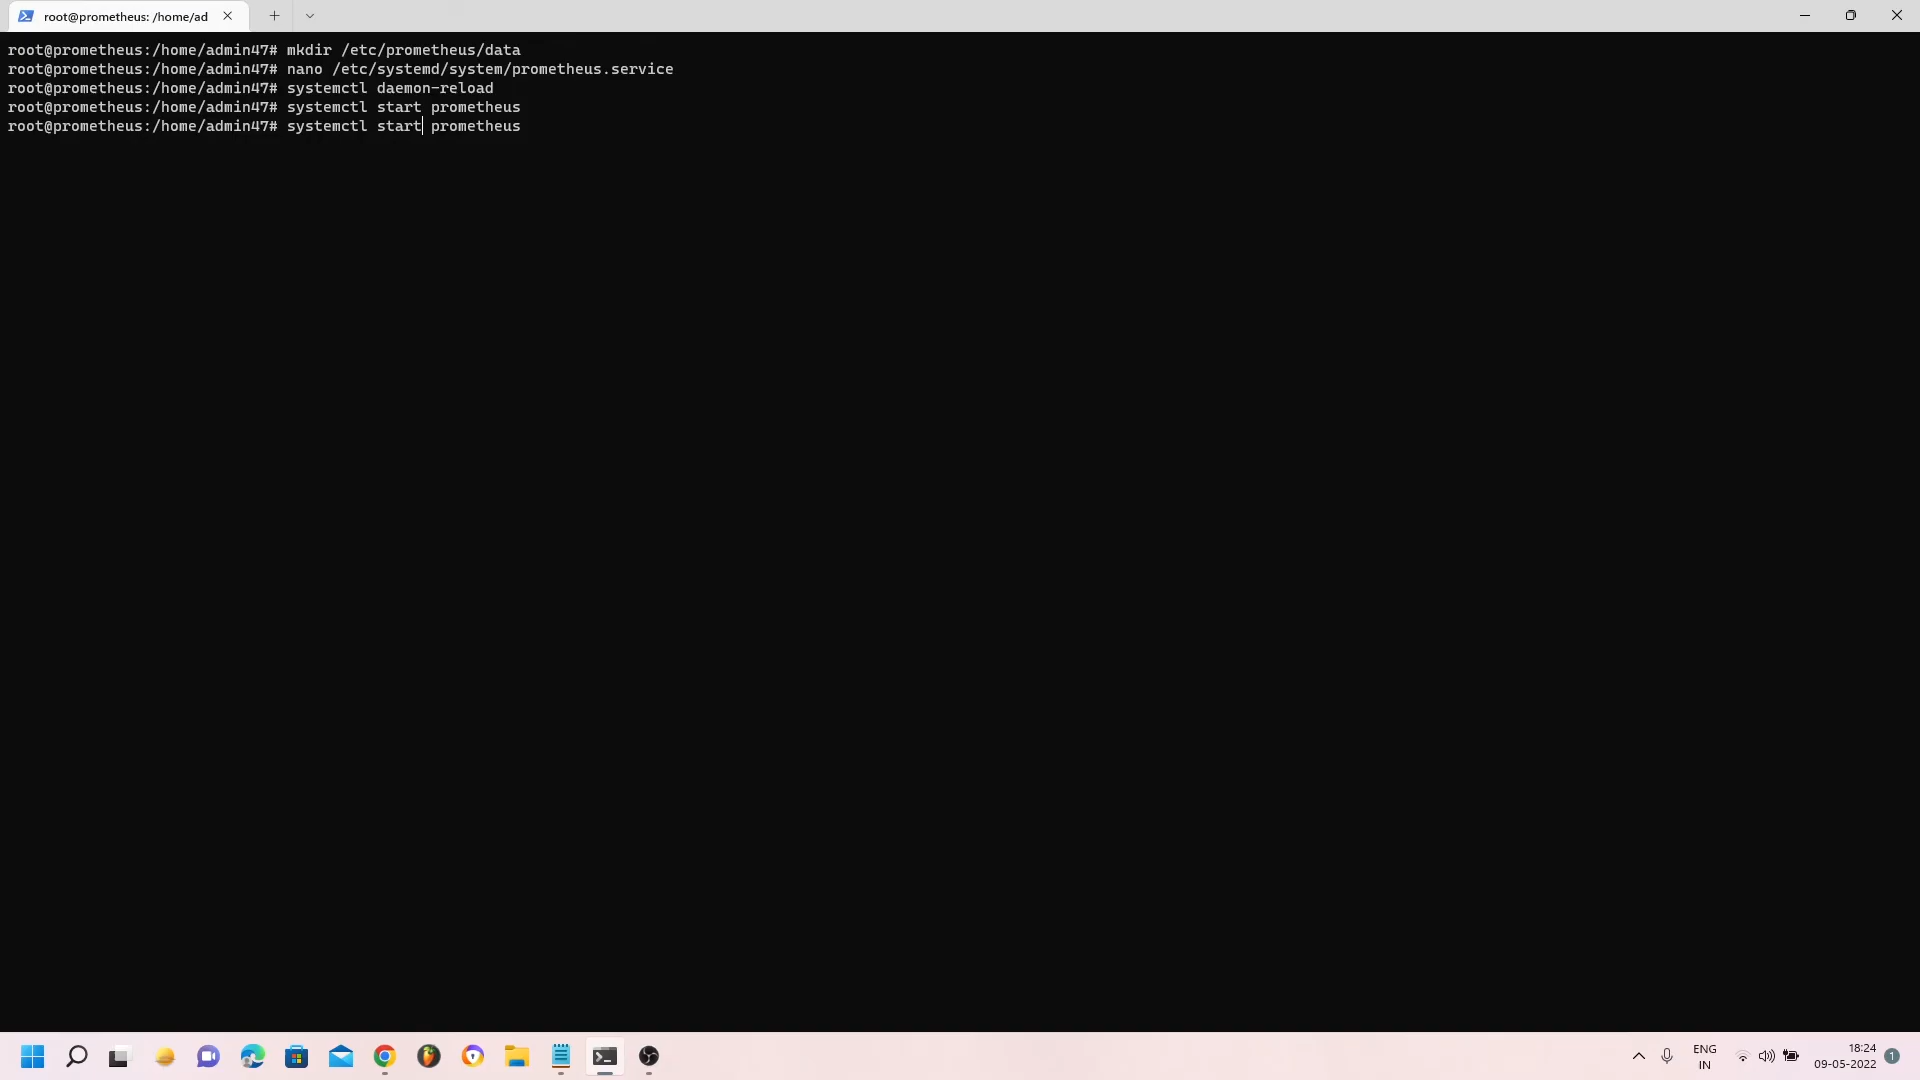 root@prometheus: /home/ad
root@prometheus:/home/admin47# mkdir /etc/prometheus/data
root@prometheus:/home/admin47# nano /etc/systemd/system/prometheus.service
root@prometheus:/home/admin47# systemctl daemon-reload
root@prometheus:/home/admin47# systemctl start prometheus
root@prometheus:/home/admin47# systemctl start prometheus
ENG
IN
18:24
09-05-2022
1